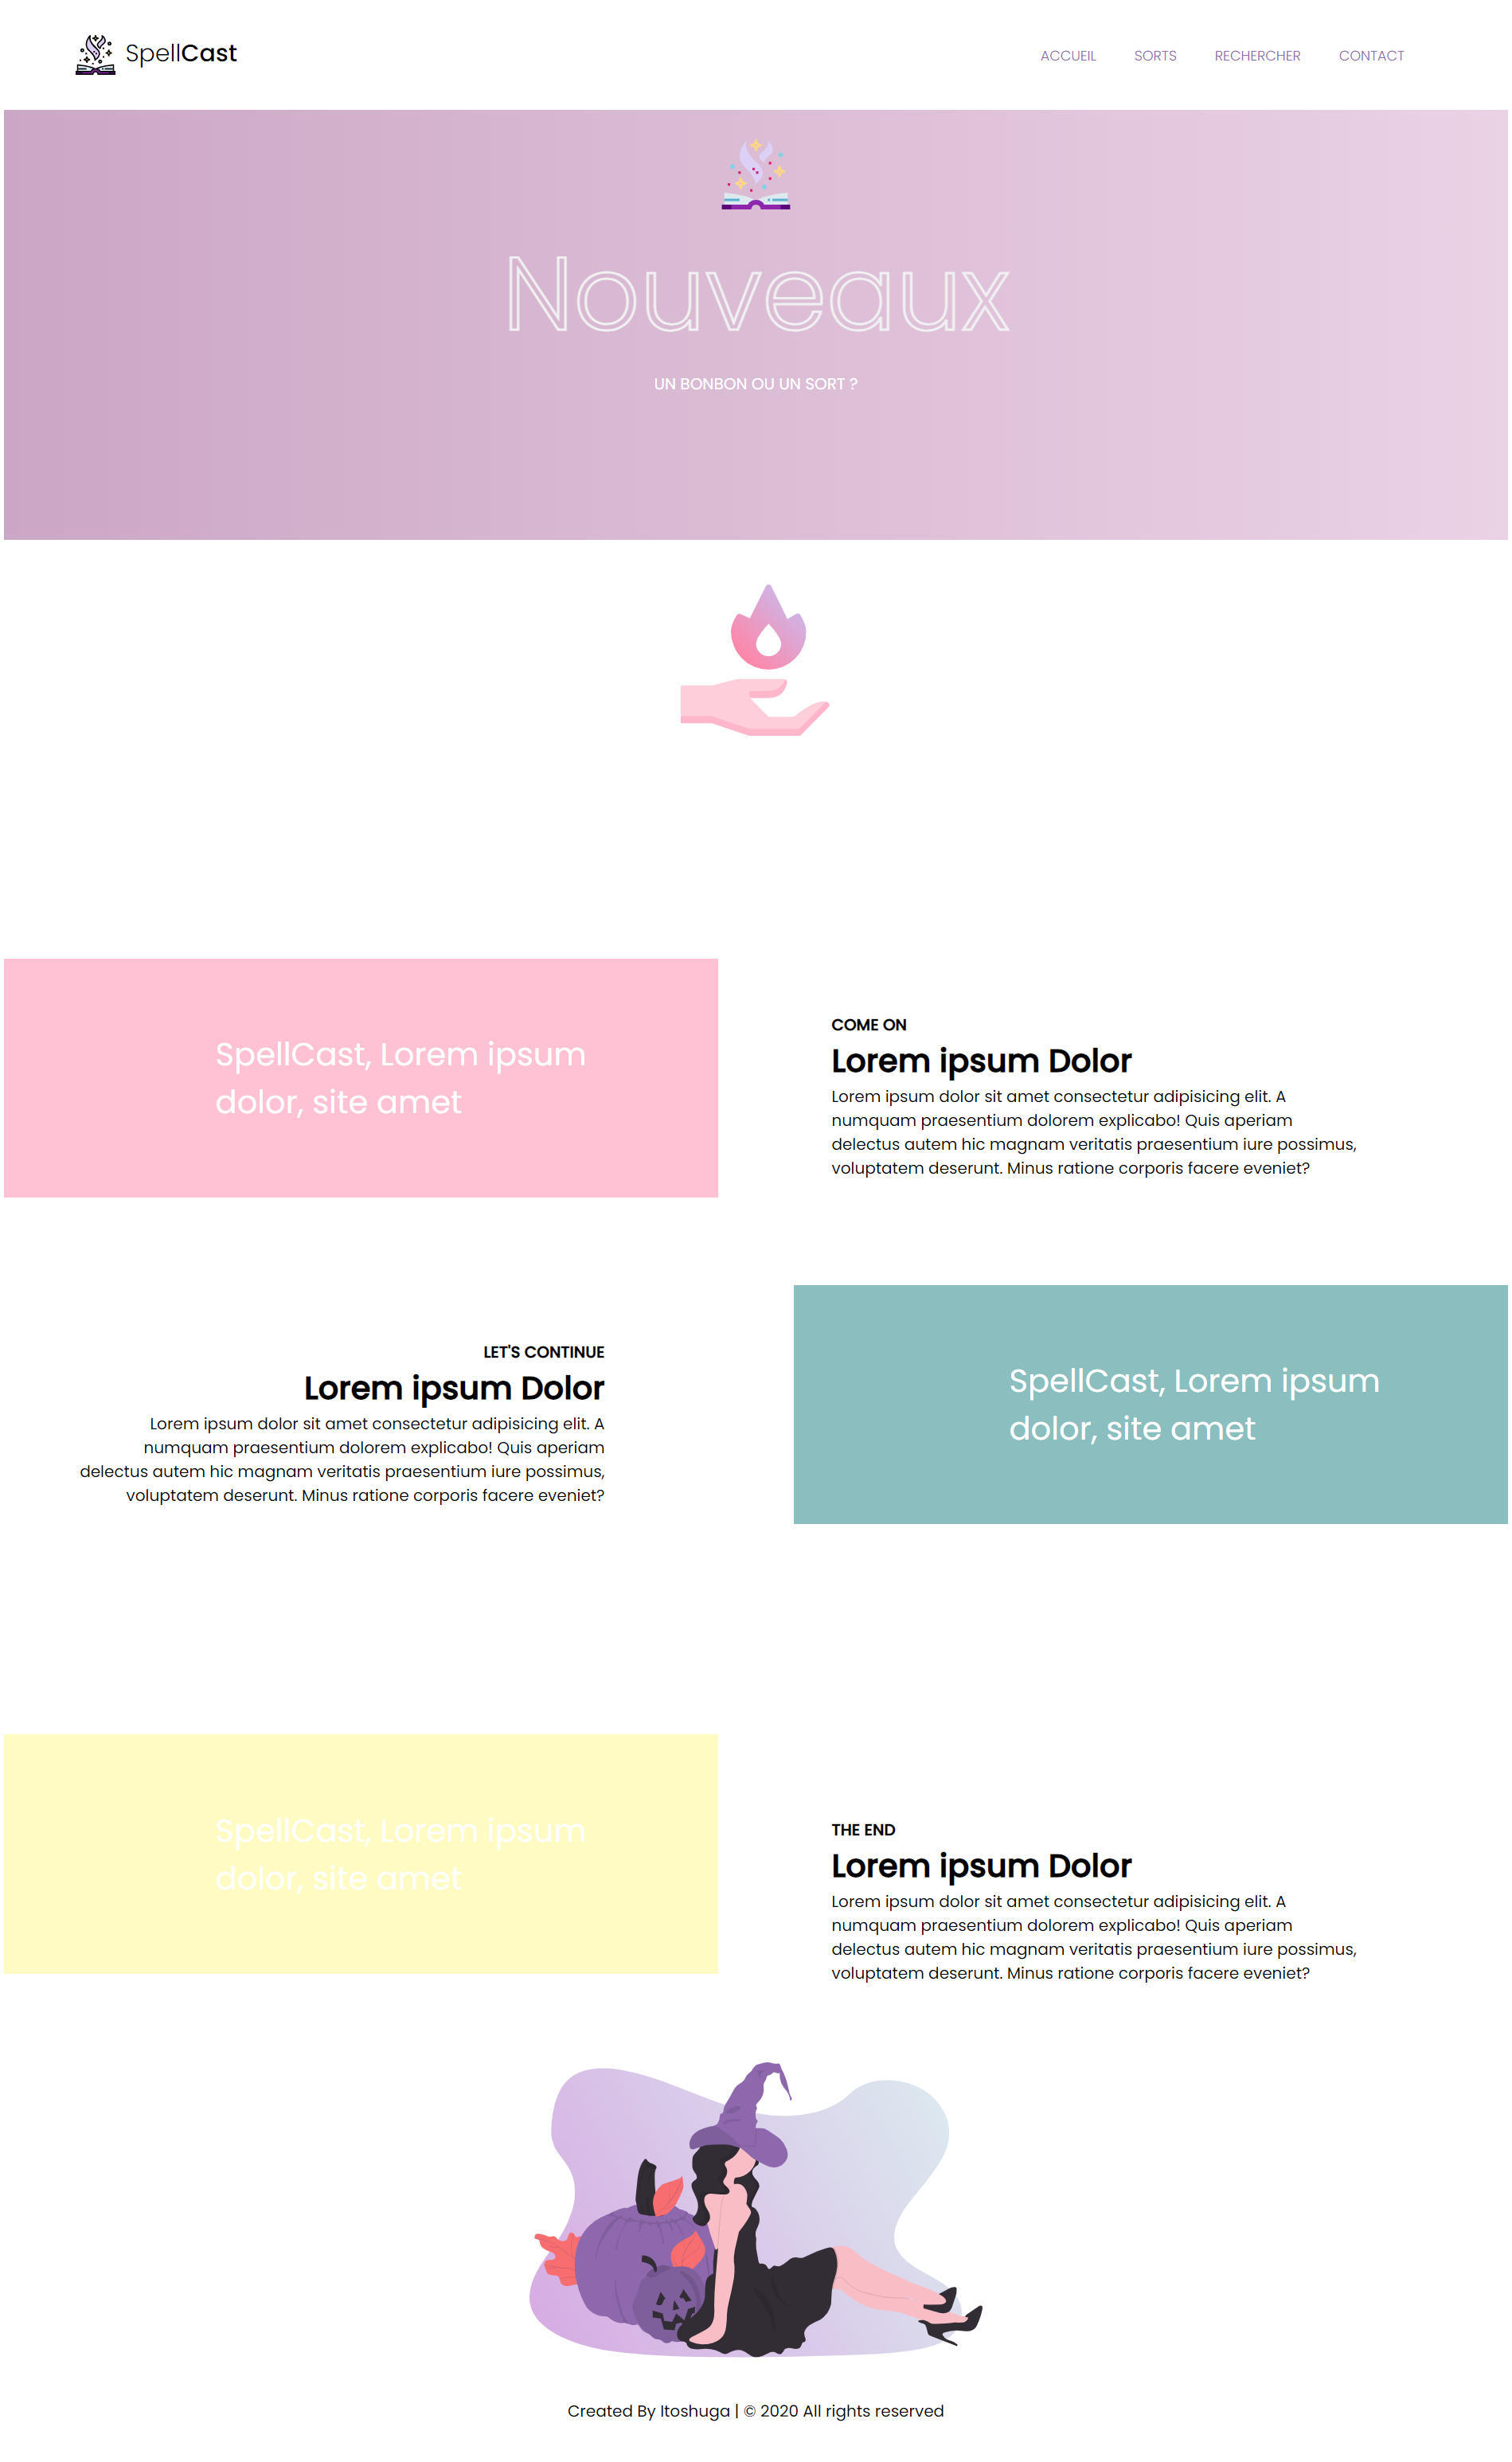 SpellCast
ACCUEIL SORTS RECHERCHER CONTACT
Nouveaux
UN BONBON OU UN SORT ?
SpellCast, Lorem ipsum
dolor, site amet
COME ON
Lorem ipsum Dolor
Lorem ipsum dolor sit amet consectetur adipisicing elit. A
numquam praesentium dolorem explicabo! Quis aperiam
delectus autem hic magnam veritatis praesentium iure possimus,
voluptatem deserunt. Minus ratione corporis facere eveniet?
LET'S CONTINUE
Lorem ipsum Dolor
Lorem ipsum dolor sit amet consectetur adipisicing elit. A
numquam praesentium dolorem explicabo! Quis aperiam
delectus autem hic magnam veritatis praesentium iure possimus,
voluptatem deserunt. Minus ratione corporis facere eveniet?
SpellCast, Lorem ipsum
dolor, site amet
SpellCast, Lorem ipsum
dolor, site amet
THE END
Lorem ipsum Dolor
Lorem ipsum dolor sit amet consectetur adipisicing elit. A
numquam praesentium dolorem explicabo! Quis aperiam
delectus autem hic magnam veritatis praesentium iure possimus,
voluptatem deserunt. Minus ratione corporis facere eveniet?
Created By Itoshuga | © 2020 All rights reserved